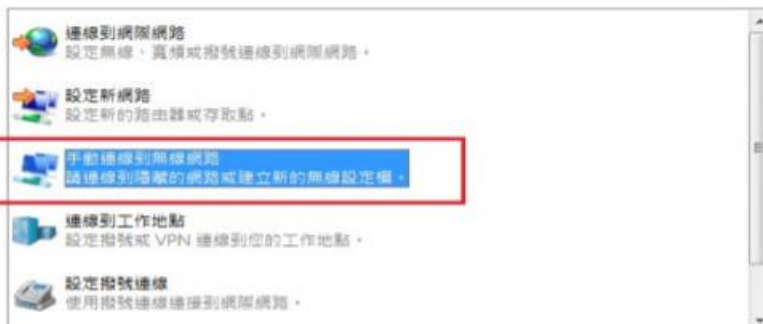 連線到網際網路
設定無線、寬頻或撥號連線到網際網路。
設定新網路
設定新的路由器或存取點。
手動連線到無線網路
請連線到隱藏的網路或建立新的無線設定檔。
連線到工作地點
設定撥號或 VPN 連線到您的工作地點。
設定撥號連線
使用撥號連線連接到網際網路。